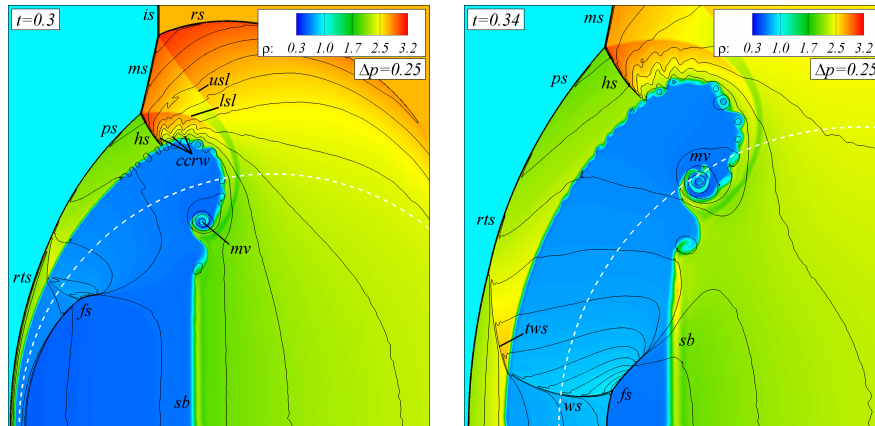 t=0.3
is
rs
ρ:
0.3 1.0 1.7 2.5 3.2
Δp=0.25
ms
usl
lsl
ps
hs
ccrw
mv
rts
fs
sb
t=0.34
ms
ρ:
0.3 1.0 1.7 2.5 3.2
Δp=0.25
ps
hs
mv
rts
tws
sb
ws
fs